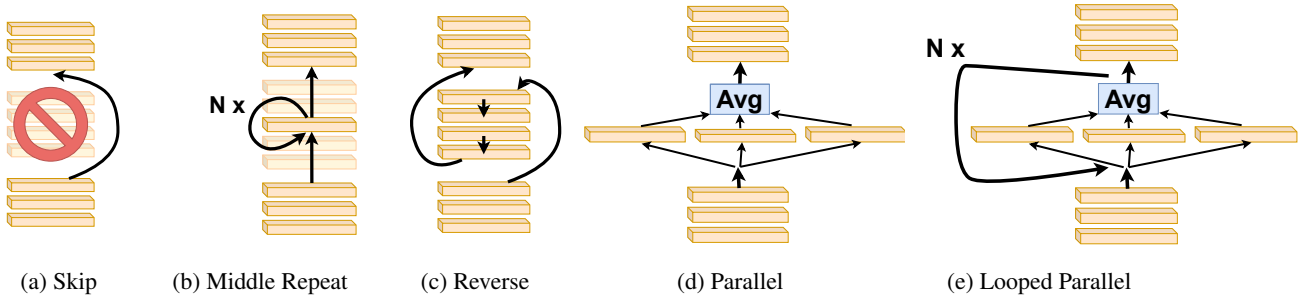 N x
Avg
N x
Avg
(a) Skip
(b) Middle Repeat
(c) Reverse
(d) Parallel
(e) Looped Parallel